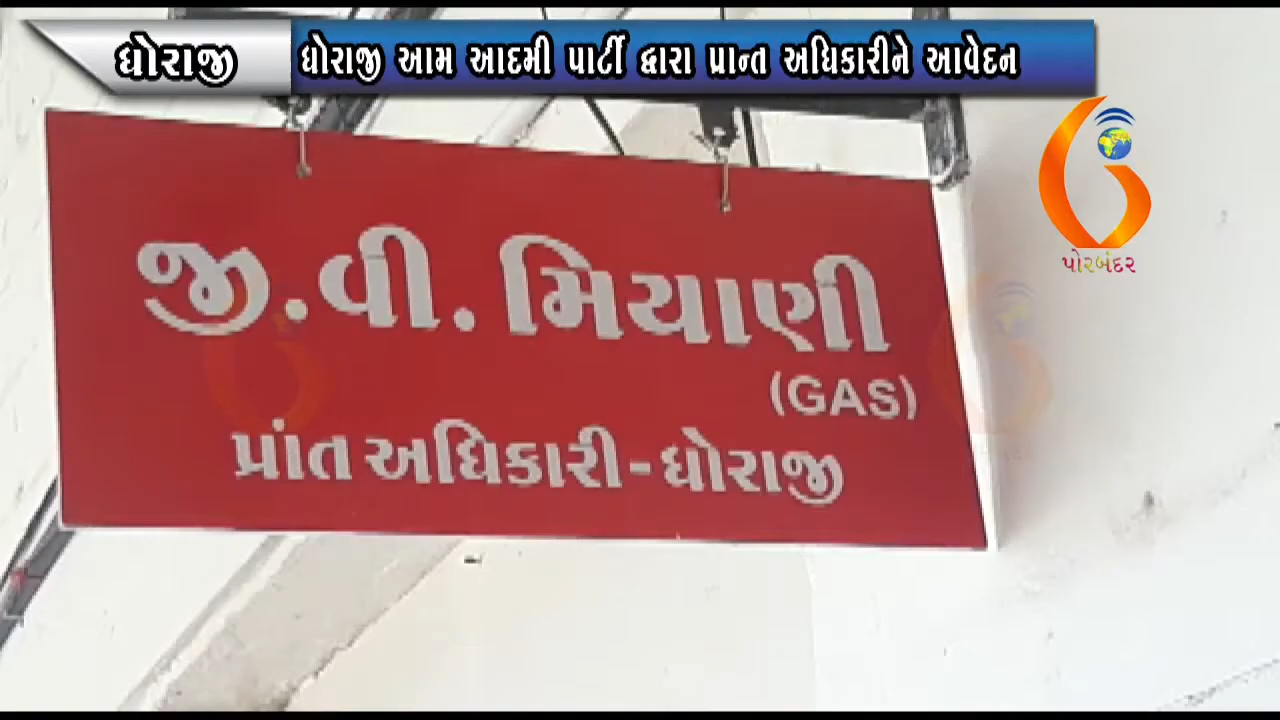 ધોરાજી
ધોરાજી આમ આદમી પાર્ટી દ્વારા પ્રાન્ત અધિકારીને આવેદન
પોરબંદર
જી.વી.મિયાણી
(GAS)
પ્રાંત અધિકારી-ધોરાજી